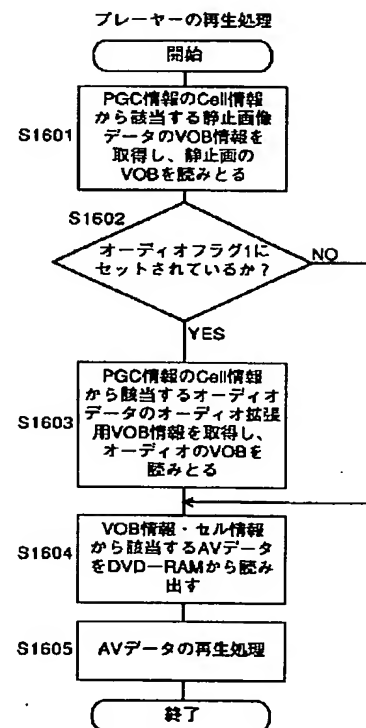 プレーヤーの再生処理
開始
S1601
PGC情報のCell情報
から該当する静止画像
データのVOB情報を
取得し、静止画の
VOBを読みとる
S1602
オーディオフラグ1に
セットされているか？
NO
YES
S1603
PGC情報のCell情報
から該当するオーディオ
データのオーディオ拡張
用VOB情報を取得し、
オーディオのVOBを
読みとる
S1604
VOB情報・セル情報
から該当するAVデータ
をDVD－RAMから読み
出す
S1605
AVデータの再生処理
終了